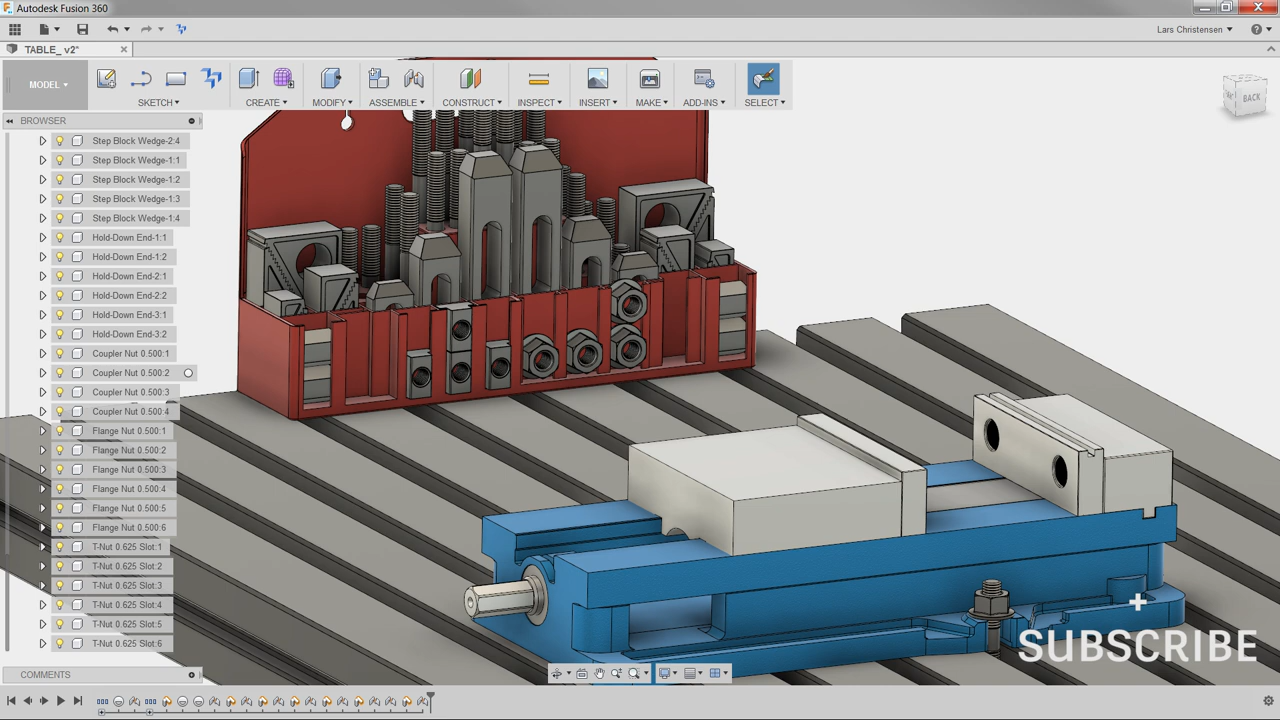 Autodesk Fusion 360
Lars Christensen
TABLE_ v2*
MODEL
SKETCH
CREATE
MODIFY
ASSEMBLE
CONSTRUCT
INSPECT
INSERT
MAKE
ADD-INS
SELECT
BACK
BROWSER
Step Block Wedge-2:4
Step Block Wedge-1:1
Step Block Wedge-1:2
Step Block Wedge-1:3
Step Block Wedge-1:4
Hold-Down End-1:1
Hold-Down End-1:2
Hold-Down End-2:1
Hold-Down End-2:2
Hold-Down End-3:1
Hold-Down End-3:2
Coupler Nut 0.500:1
Coupler Nut 0.500:2
Coupler Nut 0.500:3
Coupler Nut 0.500:4
Flange Nut 0.500:1
Flange Nut 0.500:2
Flange Nut 0.500:3
Flange Nut 0.500:4
Flange Nut 0.500:5
Flange Nut 0.500:6
T-Nut 0.625 Slot:1
T-Nut 0.625 Slot:2
T-Nut 0.625 Slot:3
T-Nut 0.625 Slot:4
T-Nut 0.625 Slot:5
T-Nut 0.625 Slot:6
SUBSCRIBE
COMMENTS